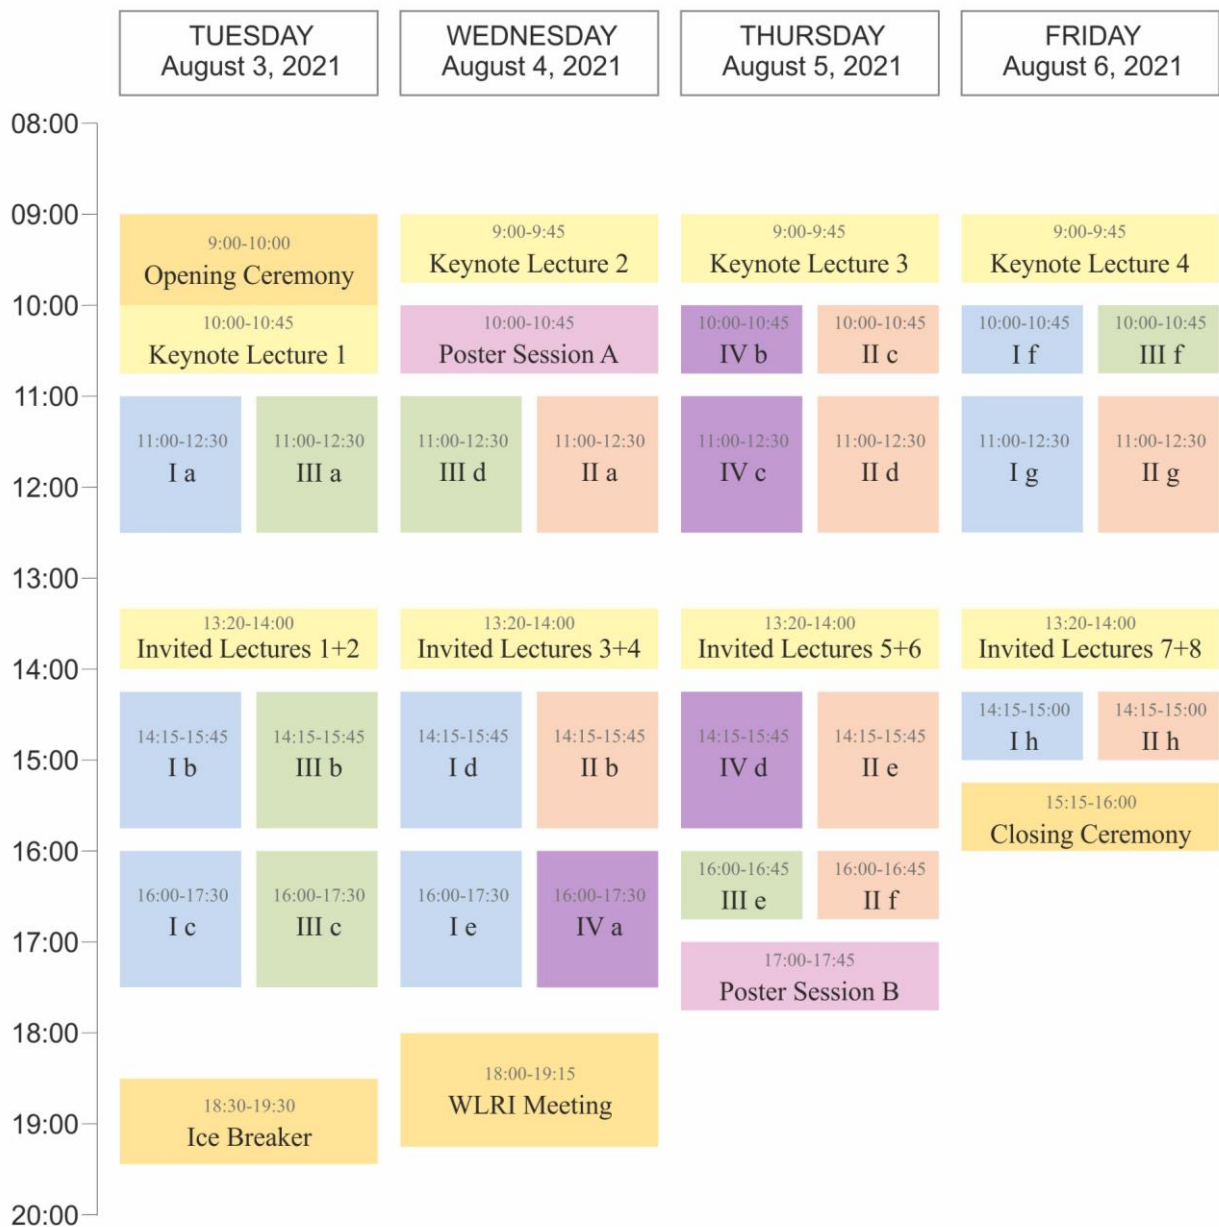 TUESDAY
August 3, 2021
WEDNESDAY
August 4, 2021
THURSDAY
August 5, 2021
FRIDAY
August 6, 2021
08:00
09:00
10:00
11:00
12:00
13:00
14:00
15:00
16:00
17:00
18:00
19:00
20:00
9:00-10:00
Opening Ceremony
10:00-10:45
Keynote Lecture 1
11:00-12:30
I a
11:00-12:30
III a
13:20-14:00
Invited Lectures 1+2
14:15-15:45
I b
14:15-15:45
III b
16:00-17:30
I c
16:00-17:30
III c
18:30-19:30
Ice Breaker
9:00-9:45
Keynote Lecture 2
10:00-10:45
Poster Session A
11:00-12:30
III d
11:00-12:30
II a
13:20-14:00
Invited Lectures 3+4
14:15-15:45
I d
14:15-15:45
II b
16:00-17:30
I e
16:00-17:30
IV a
18:00-19:15
WLRI Meeting
9:00-9:45
Keynote Lecture 3
10:00-10:45
IV b
10:00-10:45
II c
11:00-12:30
IV c
11:00-12:30
II d
13:20-14:00
Invited Lectures 5+6
14:15-15:45
IV d
14:15-15:45
II e
16:00-16:45
III e
16:00-16:45
II f
17:00-17:45
Poster Session B
9:00-9:45
Keynote Lecture 4
10:00-10:45
I f
10:00-10:45
III f
11:00-12:30
I g
11:00-12:30
II g
13:20-14:00
Invited Lectures 7+8
14:15-15:00
I h
14:15-15:00
II h
15:15-16:00
Closing Ceremony